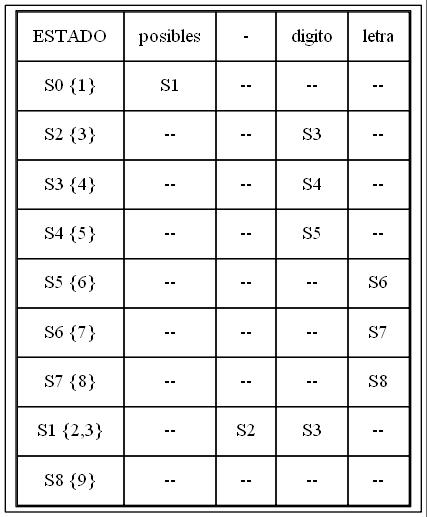 ESTADO posibles - digito letra
S0 {1} S1 -- -- --
S2 {3} -- -- S3 --
S3 {4} -- -- S4 --
S4 {5} -- -- S5 --
S5 {6} -- -- -- S6
S6 {7} -- -- -- S7
S7 {8} -- -- -- S8
S1 {2,3} -- S2 S3 --
S8 {9} -- -- -- --